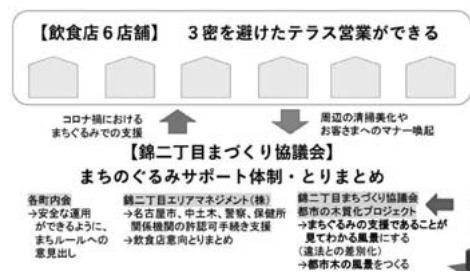 【飲食店6店舗】　3密を避けたテラス営業ができる
コロナ禍における
まちぐるみでの支援
周辺の清掃美化や
お客さまへのマナー喚起
【錦二丁目まちづくり協議会】
まちのぐるみサポート体制・とりまとめ
各町内会
→安全な運用
ができるように、
まちルールへの
意見出し
錦二丁目エリアマネジメント(株)
→名古屋市、中土木、警察、保健所
関係機関の許認可手続き支援
→飲食店意向とりまとめ
錦二丁目まちづくり協議会
都市の木質化プロジェクト
→まちぐるみの支援であることが
見てわかる風景にする
（違法との差別化）
→都市木の風景をつくる